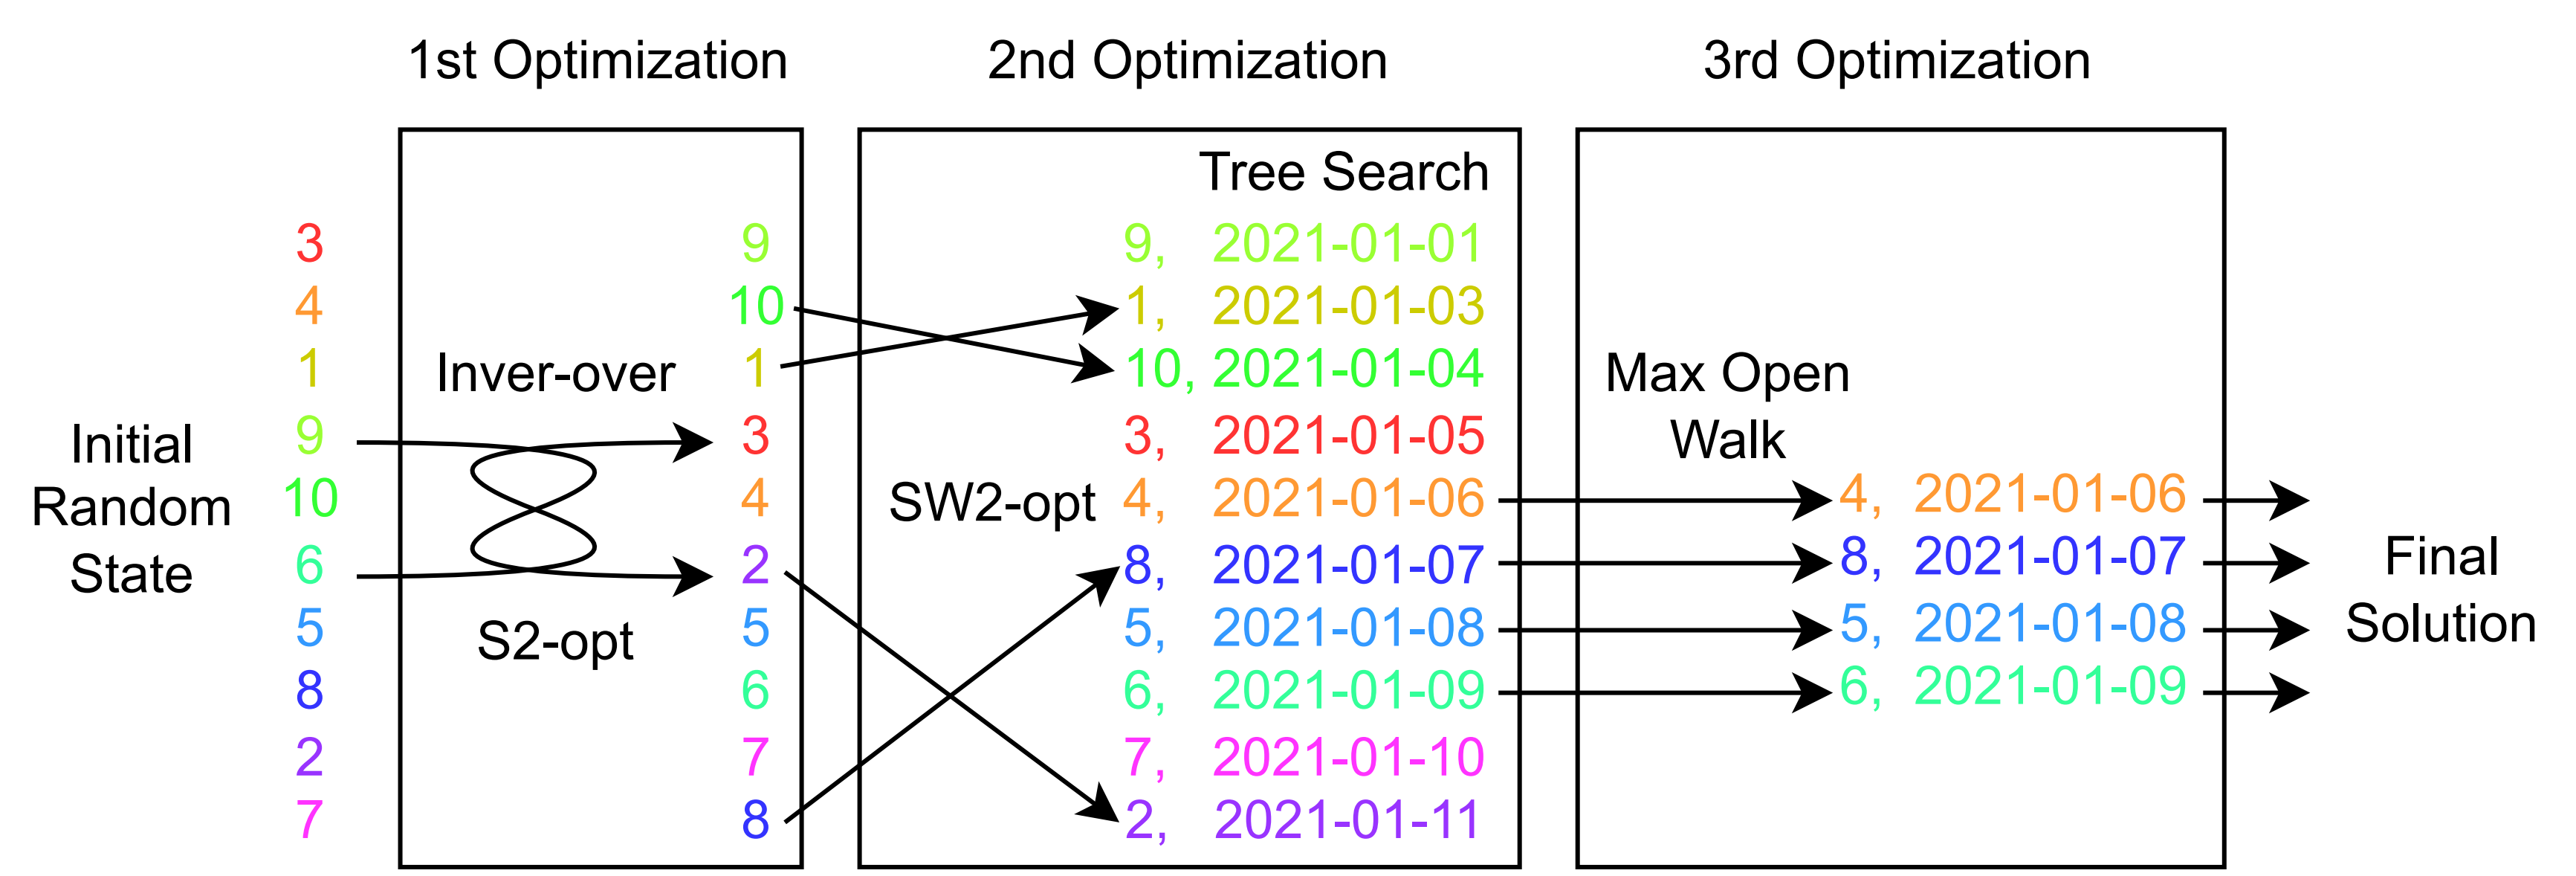 1st Optimization
2nd Optimization
3rd Optimization
Initial
Random
State
3
4
1
9
10
6
5
8
2
7
Inver-over
S2-opt
9
10
1
3
4
2
5
6
7
8
SW2-opt
Tree Search
9, 2021-01-01
1, 2021-01-03
10, 2021-01-04
3, 2021-01-05
4, 2021-01-06
8, 2021-01-07
5, 2021-01-08
6, 2021-01-09
7, 2021-01-10
2, 2021-01-11
Max Open
Walk
4, 2021-01-06
8, 2021-01-07
5, 2021-01-08
6, 2021-01-09
Final
Solution